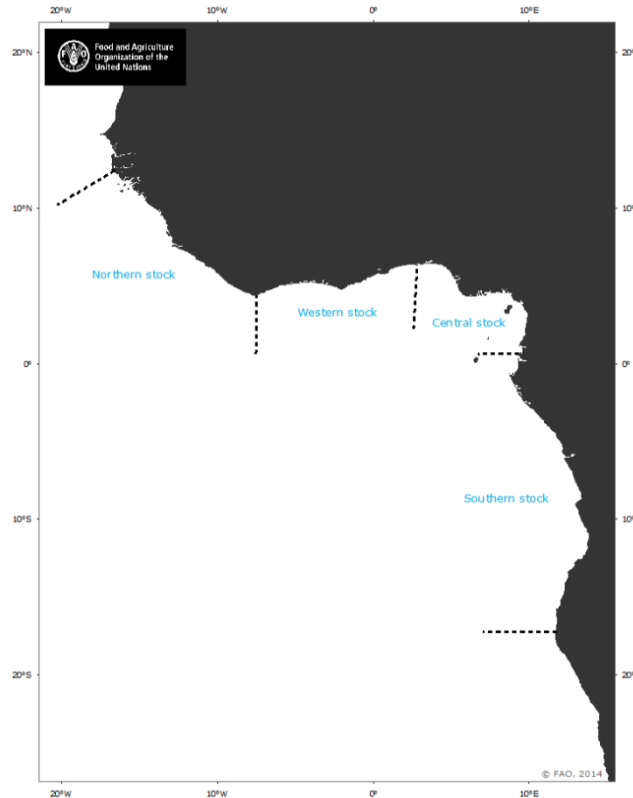 20°W
10°W
0°
10°E
20°N
20°N
Food and Agriculture
Organization of the
United Nations
10°N
10°
Northern stock
Western stock
Central stock
0°
0°
Southern stock
10°S
10°
20°S
20°
© FAO, 2014
20°W
10°W
0°
10°E